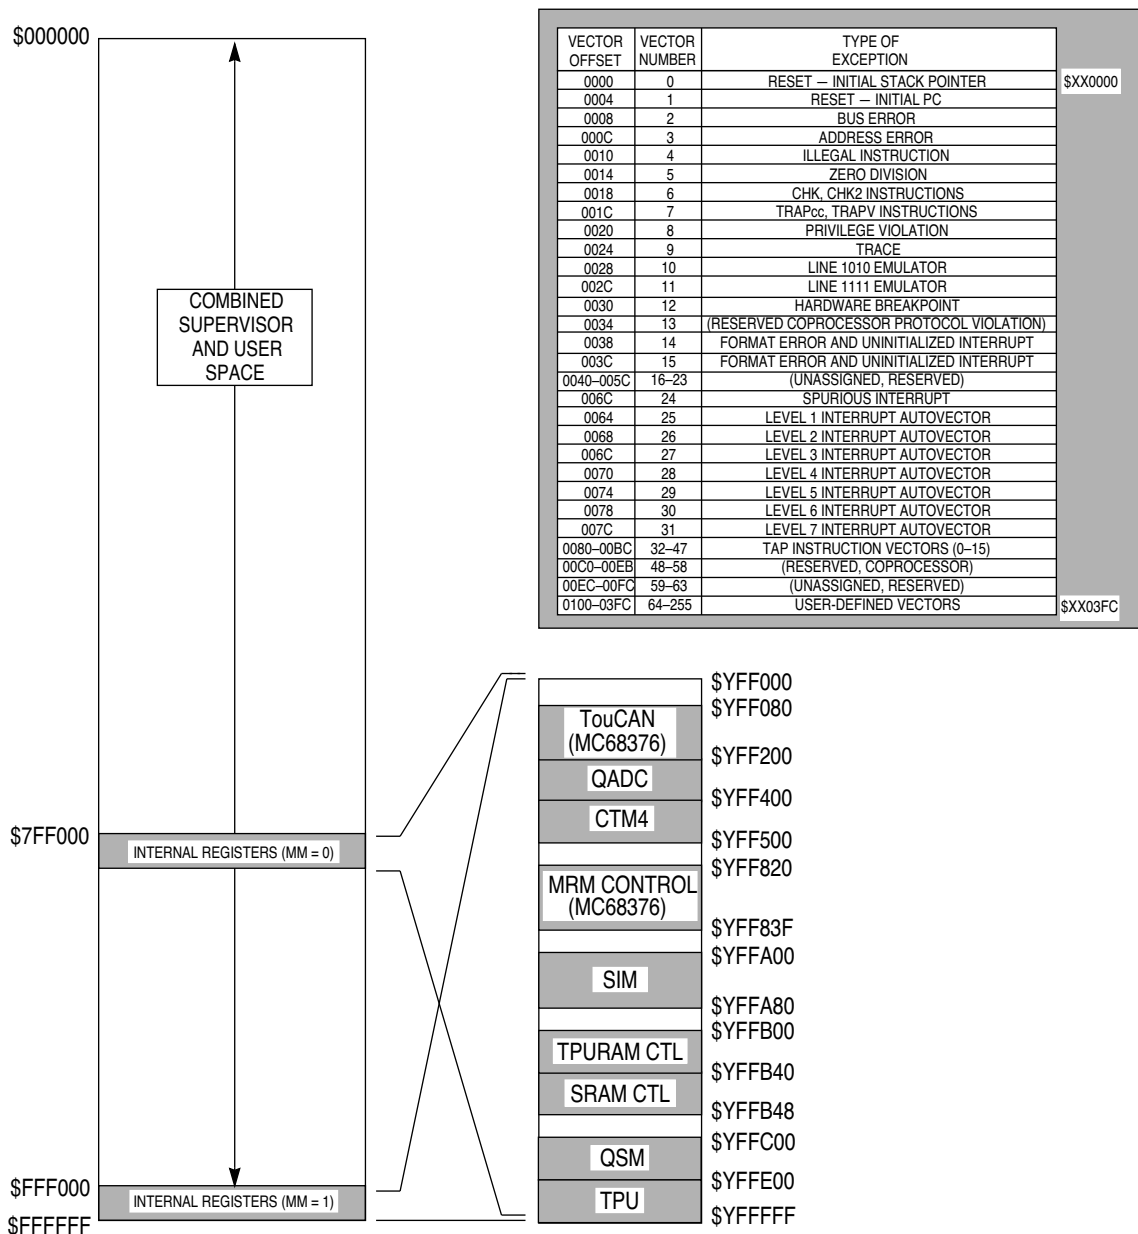 $000000
COMBINED
SUPERVISOR
AND USER
SPACE
$7FF000
INTERNAL REGISTERS (MM = 0)
$FFF000
INTERNAL REGISTERS (MM = 1)
$FFFFFF
VECTOR OFFSET VECTOR NUMBER TYPE OF EXCEPTION
0000 0 RESET — INITIAL STACK POINTER $XX0000
0004 1 RESET — INITIAL PC
0008 2 BUS ERROR
000C 3 ADDRESS ERROR
0010 4 ILLEGAL INSTRUCTION
0014 5 ZERO DIVISION
0018 6 CHK, CHK2 INSTRUCTIONS
001C 7 TRAPcc, TRAPV INSTRUCTIONS
0020 8 PRIVILEGE VIOLATION
0024 9 TRACE
0028 10 LINE 1010 EMULATOR
002C 11 LINE 1111 EMULATOR
0030 12 HARDWARE BREAKPOINT
0034 13 (RESERVED COPROCESSOR PROTOCOL VIOLATION)
0038 14 FORMAT ERROR AND UNINITIALIZED INTERRUPT
003C 15 FORMAT ERROR AND UNINITIALIZED INTERRUPT
0040–005C 16–23 (UNASSIGNED, RESERVED)
006C 24 SPURIOUS INTERRUPT
0064 25 LEVEL 1 INTERRUPT AUTOVECTOR
0068 26 LEVEL 2 INTERRUPT AUTOVECTOR
006C 27 LEVEL 3 INTERRUPT AUTOVECTOR
0070 28 LEVEL 4 INTERRUPT AUTOVECTOR
0074 29 LEVEL 5 INTERRUPT AUTOVECTOR
0078 30 LEVEL 6 INTERRUPT AUTOVECTOR
007C 31 LEVEL 7 INTERRUPT AUTOVECTOR
0080–00BC 32–47 TAP INSTRUCTION VECTORS (0–15)
00C0–00EB 48–58 (RESERVED, COPROCESSOR)
00EC–00FC 59–63 (UNASSIGNED, RESERVED)
0100–03FC 64–255 USER-DEFINED VECTORS $XX03FC
$YFF000
$YFF080
TouCAN
(MC68376)
$YFF200
QADC
$YFF400
CTM4
$YFF500
$YFF820
MRM CONTROL
(MC68376)
$YFF83F
$YFFA00
SIM
$YFFA80
$YFFB00
TPURAM CTL
$YFFB40
SRAM CTL
$YFFB48
$YFFC00
QSM
$YFFE00
TPU
$YFFFFF